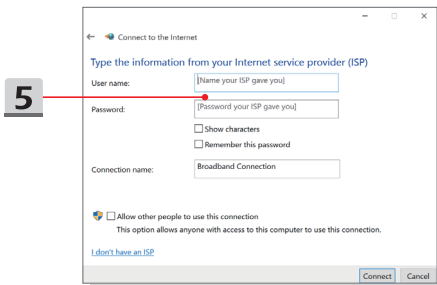 Connect to the Internet
Type the information from your Internet service provider (ISP)
User name: [Name your ISP gave you]
5
Password: [Password your ISP gave you]
Show characters
Remember this password
Connection name: Broadband Connection
Allow other people to use this connection
This option allows anyone with access to this computer to use this connection.
I don't have an ISP
Connect Cancel